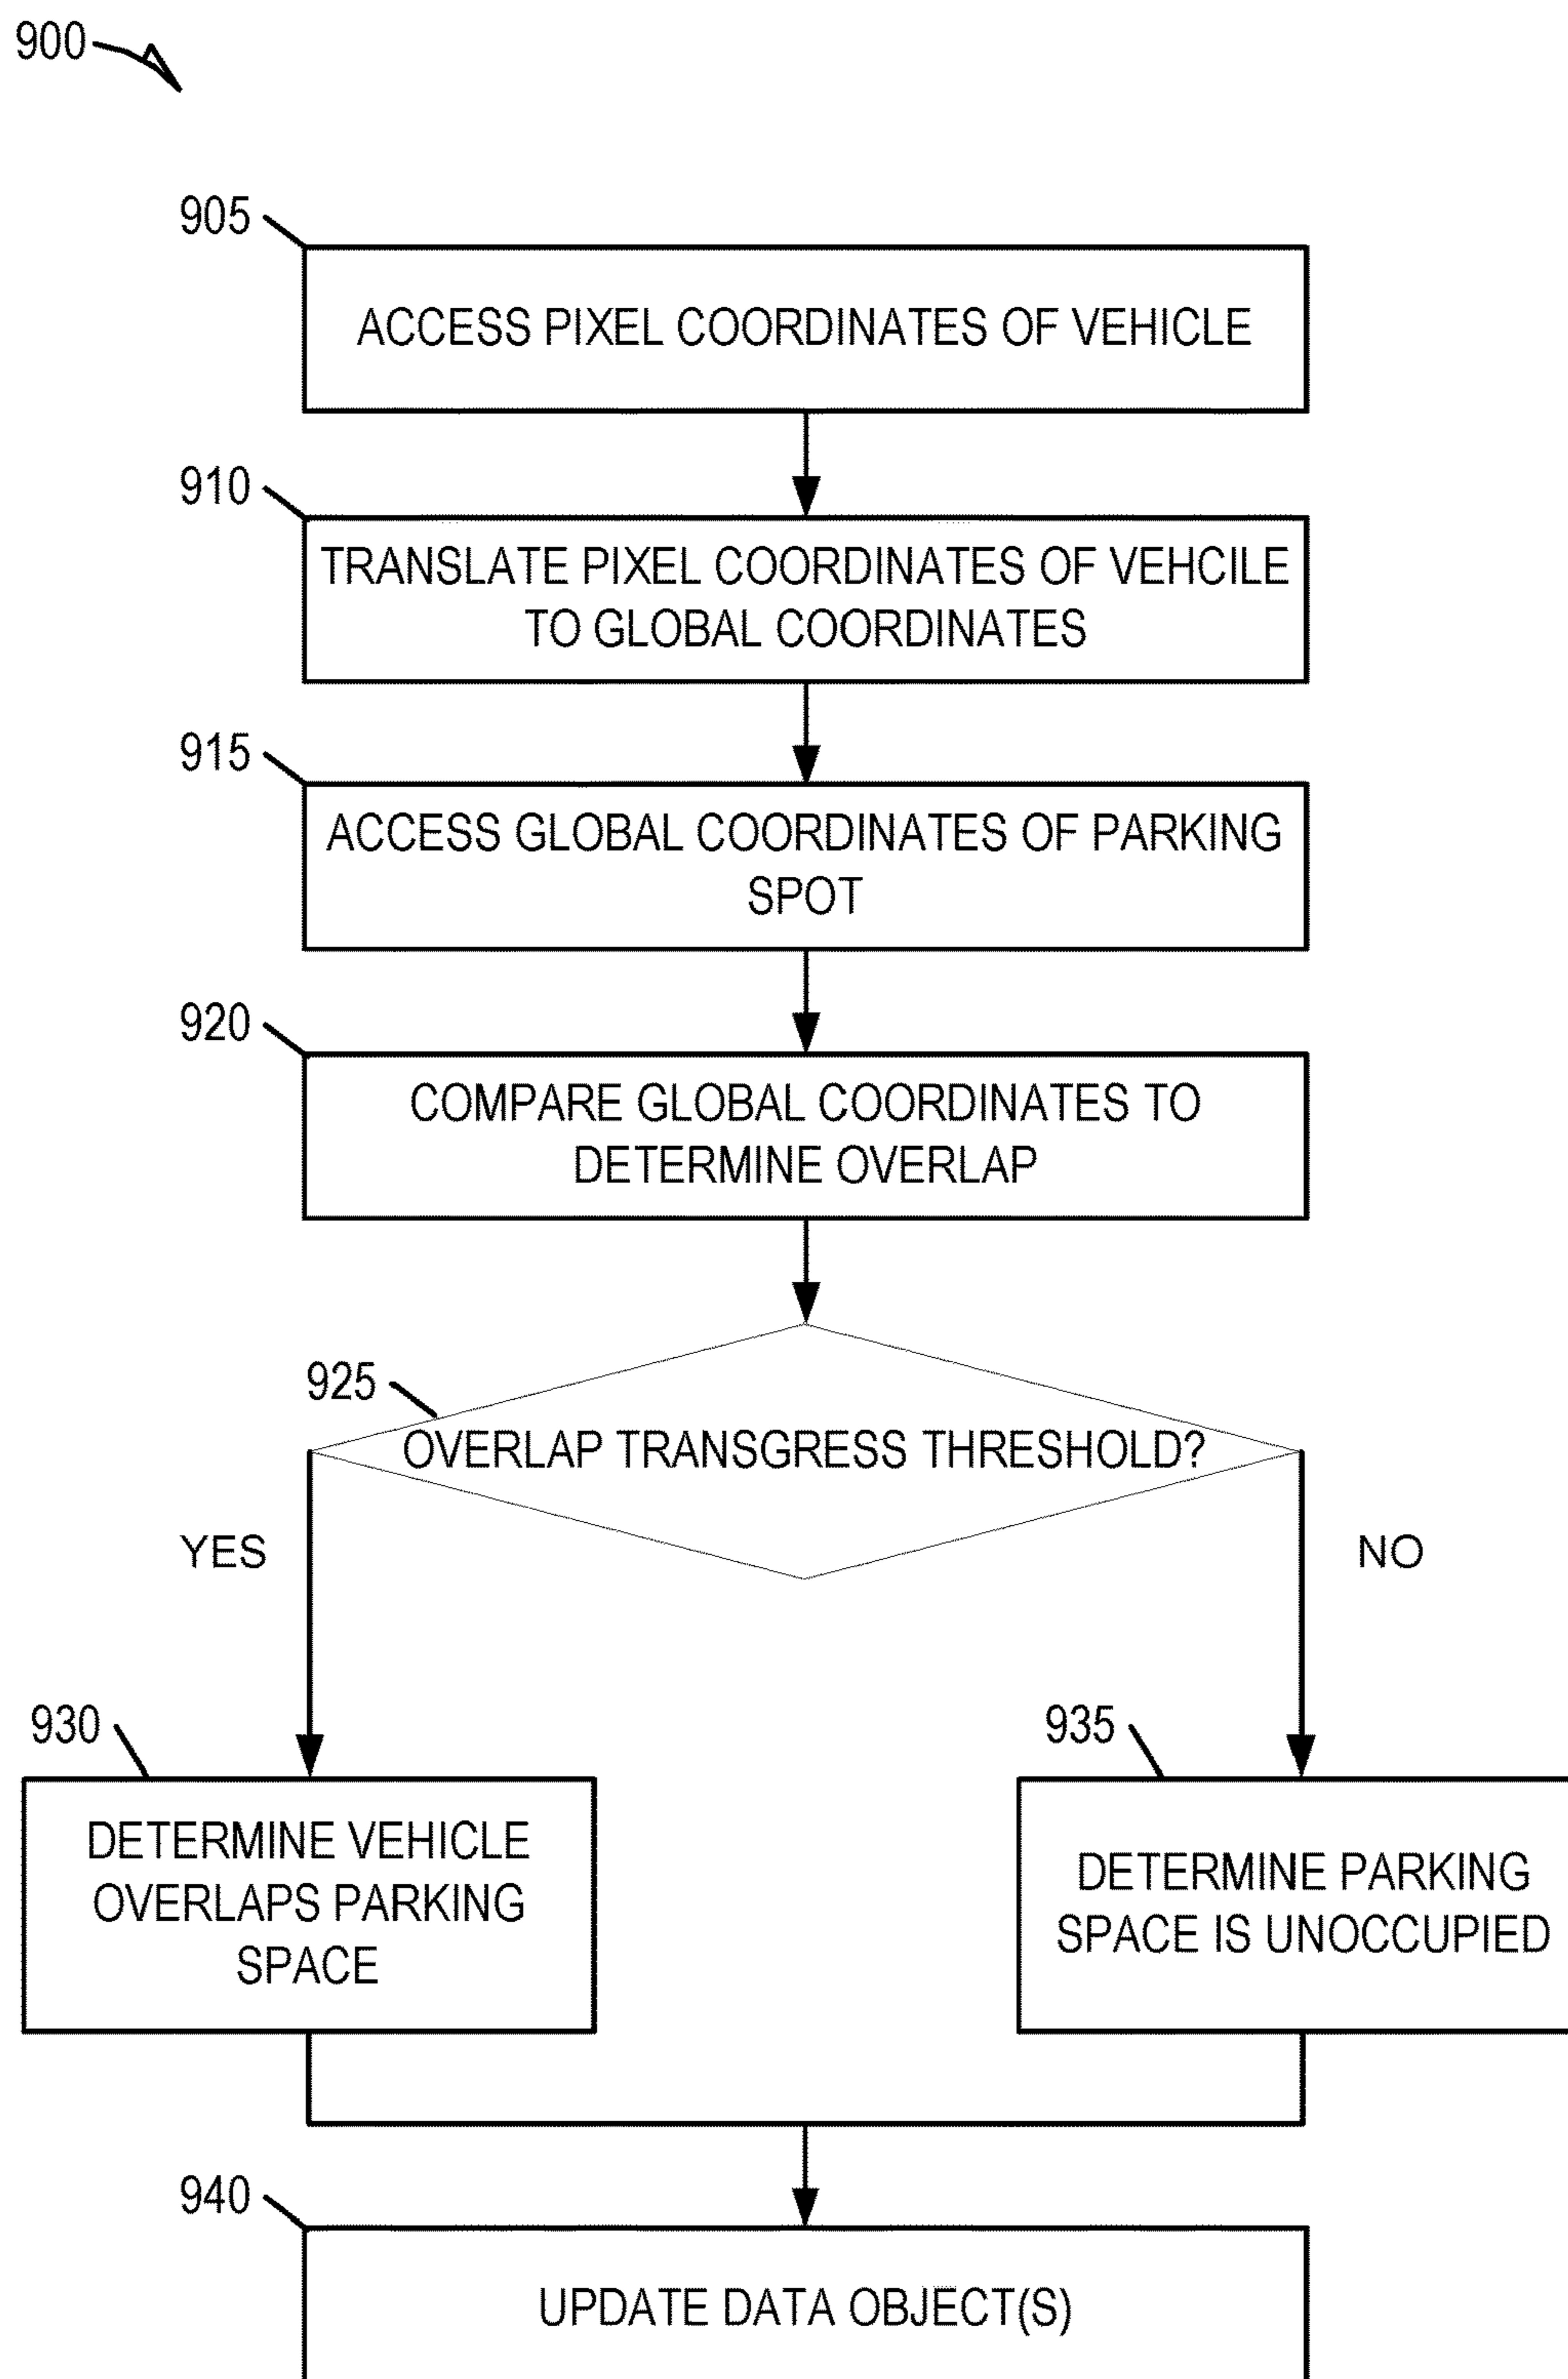 900
905
ACCESS PIXEL COORDINATES OF VEHICLE
910
TRANSLATE PIXEL COORDINATES OF VEHCILE
TO GLOBAL COORDINATES
915
ACCESS GLOBAL COORDINATES OF PARKING
SPOT
920
COMPARE GLOBAL COORDINATES TO
DETERMINE OVERLAP
925
OVERLAP TRANSGRESS THRESHOLD?
YES
NO
930
DETERMINE VEHICLE
OVERLAPS PARKING
SPACE
935
DETERMINE PARKING
SPACE IS UNOCCUPIED
940
UPDATE DATA OBJECT(S)